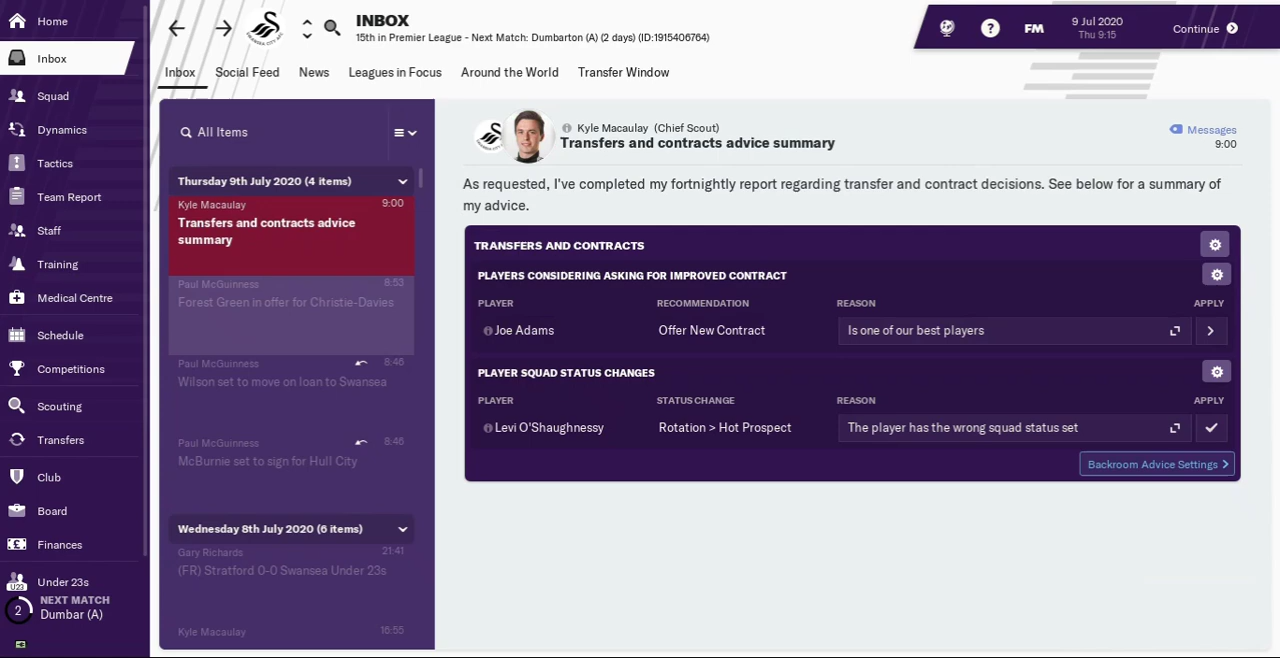 Home
Inbox
Squad
Dynamics
Tactics
Team Report
Staff
Training
Medical Centre
Schedule
Competitions
Scouting
Transfers
Club
Board
Finances
U23
Under 23s
2
NEXT MATCH
Dumbar (A)
SWANSEA CITY AFC
INBOX
15th in Premier League - Next Match: Dumbarton (A) (2 days) (ID:1915406764)
?
FM
9 Jul 2020
Thu 9:15
Continue
Inbox
Social Feed
News
Leagues in Focus
Around the World
Transfer Window
All Items
Thursday 9th July 2020 (4 items)
Kyle Macaulay 9:00
Transfers and contracts advice
summary
Paul McGuinness 8:53
Forest Green in offer for Christie-Davies
Paul McGuinness 8:46
Wilson set to move on loan to Swansea
Paul McGuinness 8:46
McBurnie set to sign for Hull City
Wednesday 8th July 2020 (6 items)
Gary Richards 21:41
(FR) Stratford 0-0 Swansea Under 23s
Kyle Macaulay 16:55
Kyle Macaulay (Chief Scout)
Transfers and contracts advice summary
Messages
9:00
As requested, I've completed my fortnightly report regarding transfer and contract decisions. See below for a summary of
my advice.
TRANSFERS AND CONTRACTS
PLAYERS CONSIDERING ASKING FOR IMPROVED CONTRACT
PLAYER RECOMMENDATION REASON APPLY
Joe Adams Offer New Contract Is one of our best players
PLAYER SQUAD STATUS CHANGES
PLAYER STATUS CHANGE REASON APPLY
Levi O'Shaughnessy Rotation > Hot Prospect The player has the wrong squad status set
Backroom Advice Settings